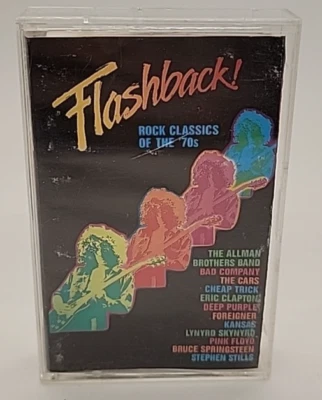 Flashback!
ROCK CLASSICS
OF THE '70s
THE ALLMAN
BROTHERS BAND
BAD COMPANY
THE CARS
CHEAP TRICK
ERIC CLAPTON
DEEP PURPLE
FOREIGNER
KANSAS
LYNYRD SKYNYRD
PINK FLOYD
BRUCE SPRINGSTEEN
STEPHEN STILLS